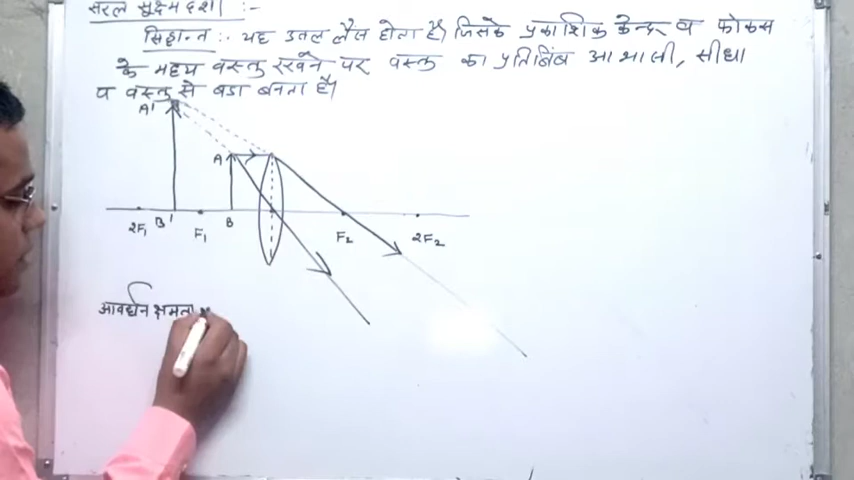 सरल सूक्ष्मदर्शी :-
सिद्धान्त :- यह उत्तल लैंस होता है। जिसके प्रकाशिक केन्द्र व फोकस
के मध्य वस्तु रखने पर वस्तु का प्रतिबिंब आभासी, सीधा
व वस्तु से बडा बनता है।
A'
A
2F₁ B' F₁ B F₂ 2F₂
आवर्धन क्षमता